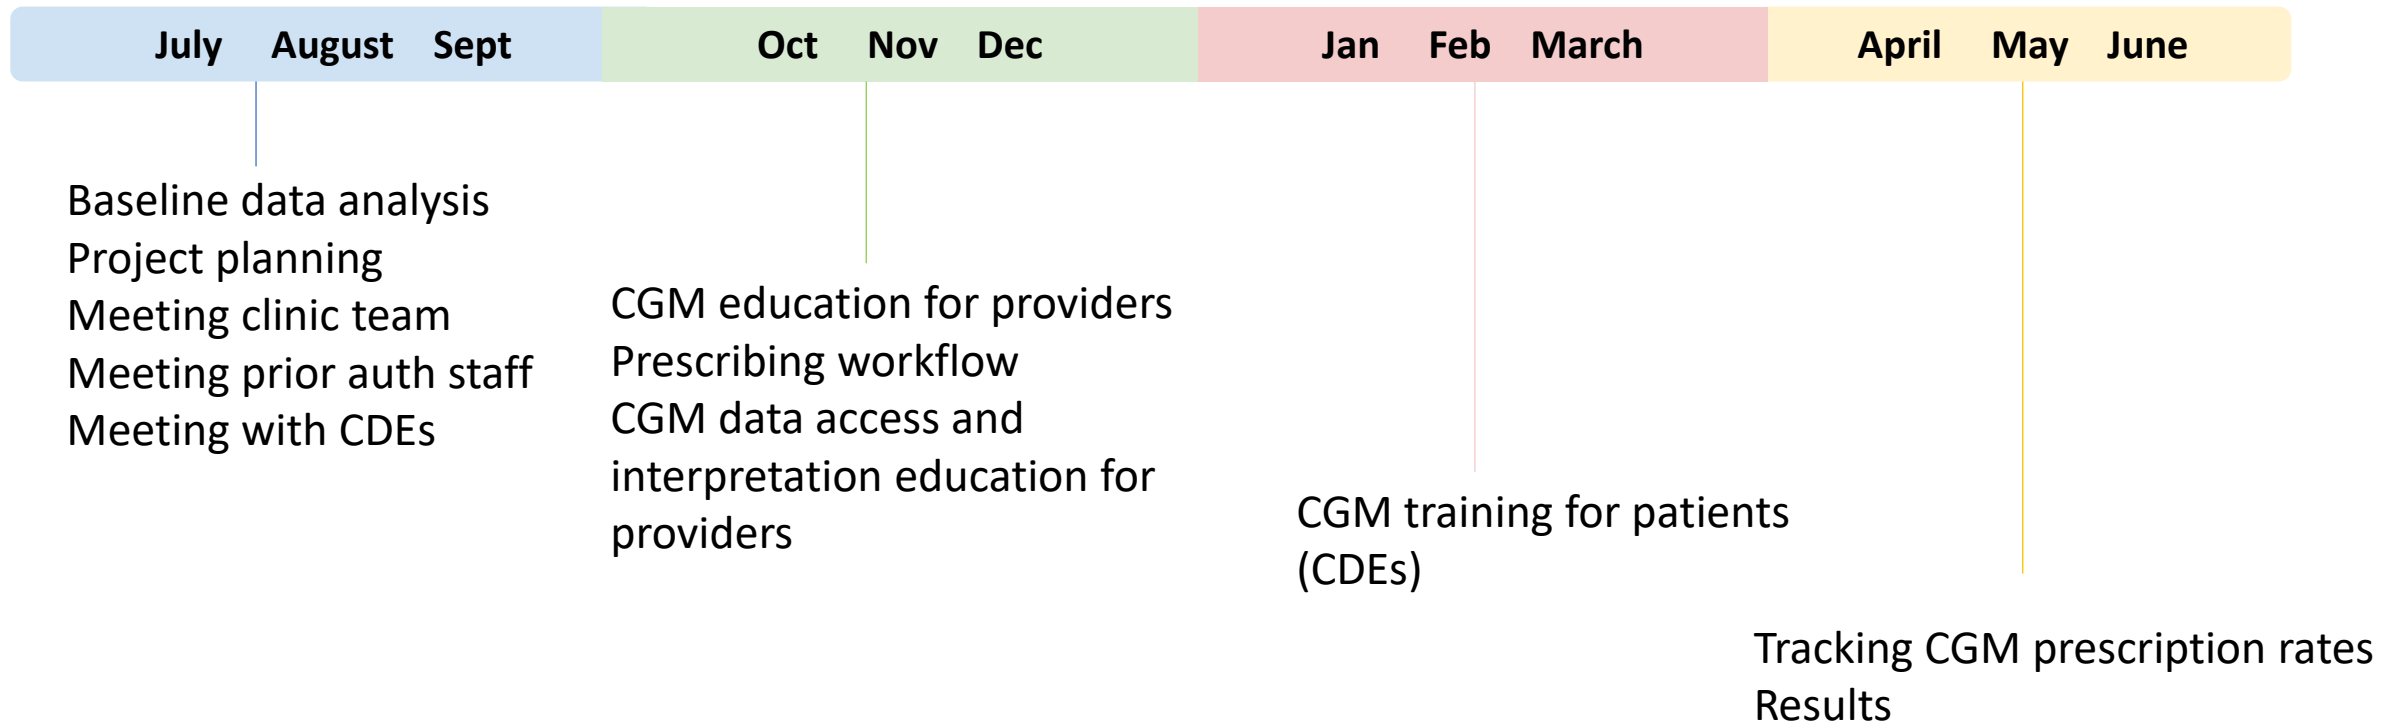 July August Sept Oct Nov Dec Jan Feb March April May June
Baseline data analysis
Project planning
Meeting clinic team
Meeting prior auth staff
Meeting with CDEs
CGM education for providers
Prescribing workflow
CGM data access and
interpretation education for
providers
CGM training for patients
(CDEs)
Tracking CGM prescription rates
Results